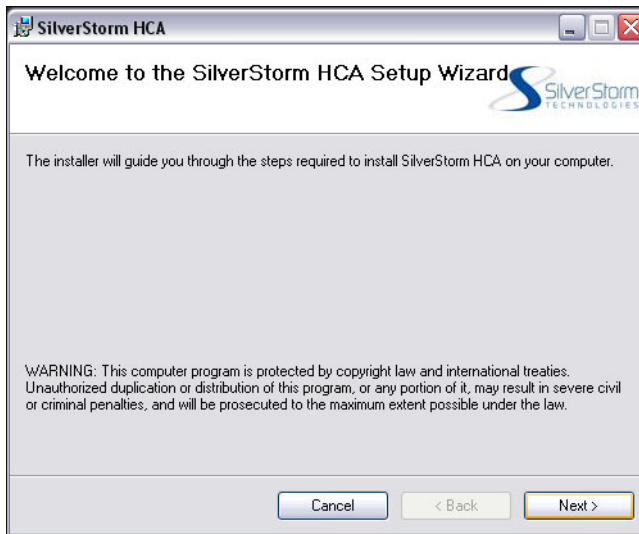 SilverStorm HCA
Welcome to the SilverStorm HCA Setup Wizard
SilverStorm
TECHNOLOGIES
The installer will guide you through the steps required to install SilverStorm HCA on your computer.
WARNING: This computer program is protected by copyright law and international treaties.
Unauthorized duplication or distribution of this program, or any portion of it, may result in severe civil
or criminal penalties, and will be prosecuted to the maximum extent possible under the law.
Cancel
< Back
Next >